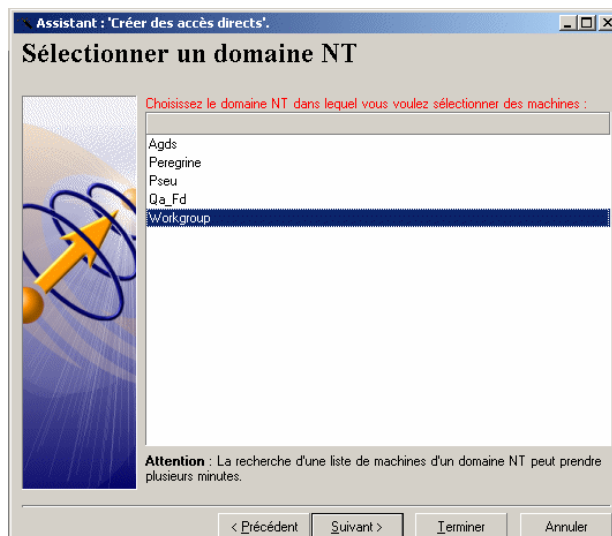 Assistant : 'Créer des accès directs'.
Sélectionner un domaine NT
Choisissez le domaine NT dans lequel vous voulez sélectionner des machines :
Agds
Peregrine
Pseu
Qa_Fd
Workgroup
Attention : La recherche d'une liste de machines d'un domaine NT peut prendre
plusieurs minutes.
< Précédent Suivant > Terminer Annuler